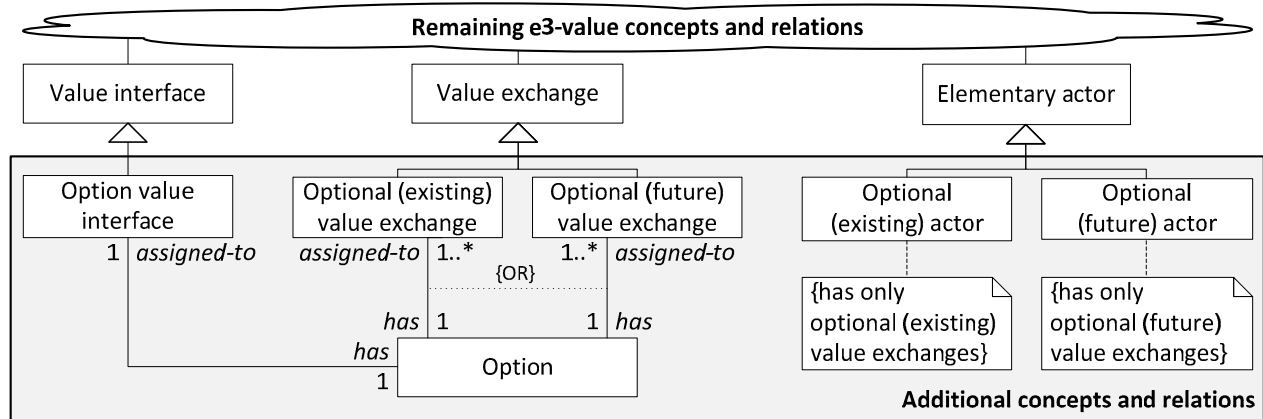 Remaining e3-value concepts and relations
Value interface
Value exchange
Elementary actor
Option value
interface
Optional (existing)
value exchange
Optional (future)
value exchange
Optional
(existing) actor
Optional
(future) actor
1 assigned-to
assigned-to 1..*
1..* assigned-to
{OR}
{has only
optional (existing)
value exchanges}
{has only
optional (future)
value exchanges}
has 1
1 has
has
1
Option
Additional concepts and relations